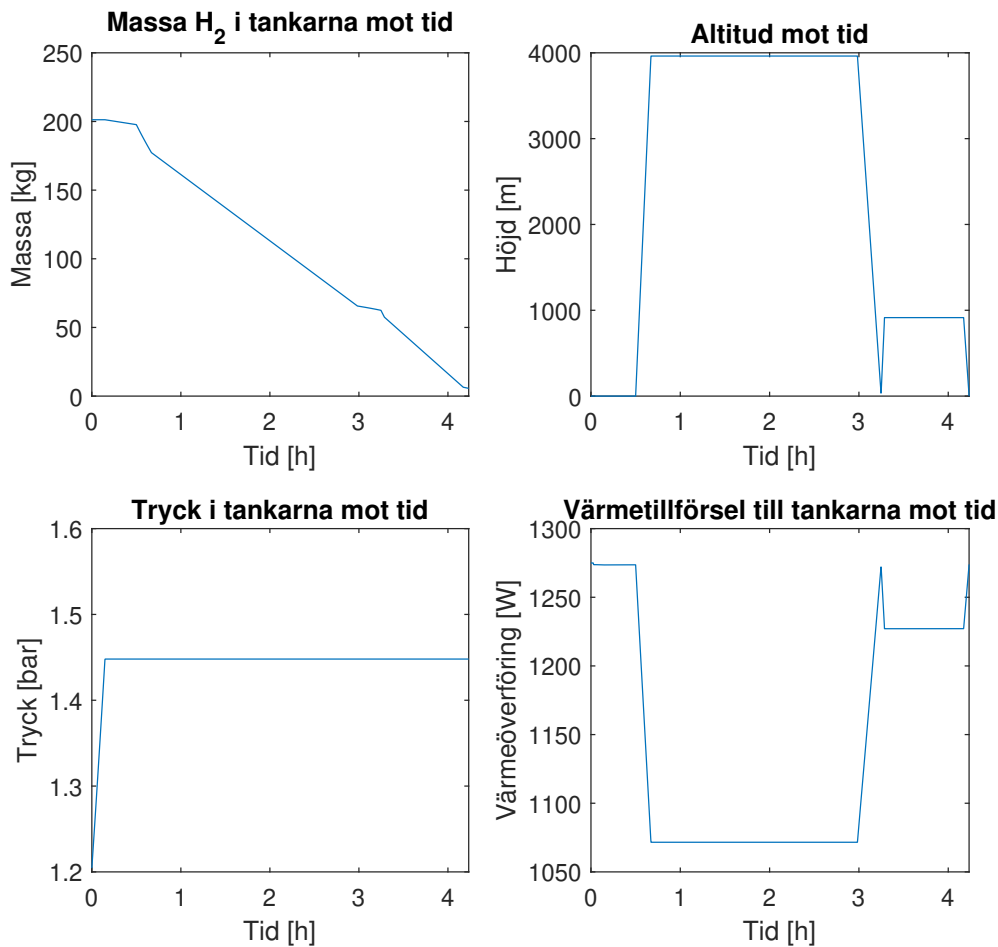 Massa H2 i tankarna mot tid
250
200
150
100
50
0
Massa [kg]
0 1 2 3 4
Tid [h]
Altitud mot tid
4000
3000
2000
1000
0
Höjd [m]
0 1 2 3 4
Tid [h]
Tryck i tankarna mot tid
1.6
1.5
1.4
1.3
1.2
Tryck [bar]
0 1 2 3 4
Tid [h]
Värmetillförsel till tankarna mot tid
1300
1250
1200
1150
1100
1050
Värmeöverföring [W]
0 1 2 3 4
Tid [h]